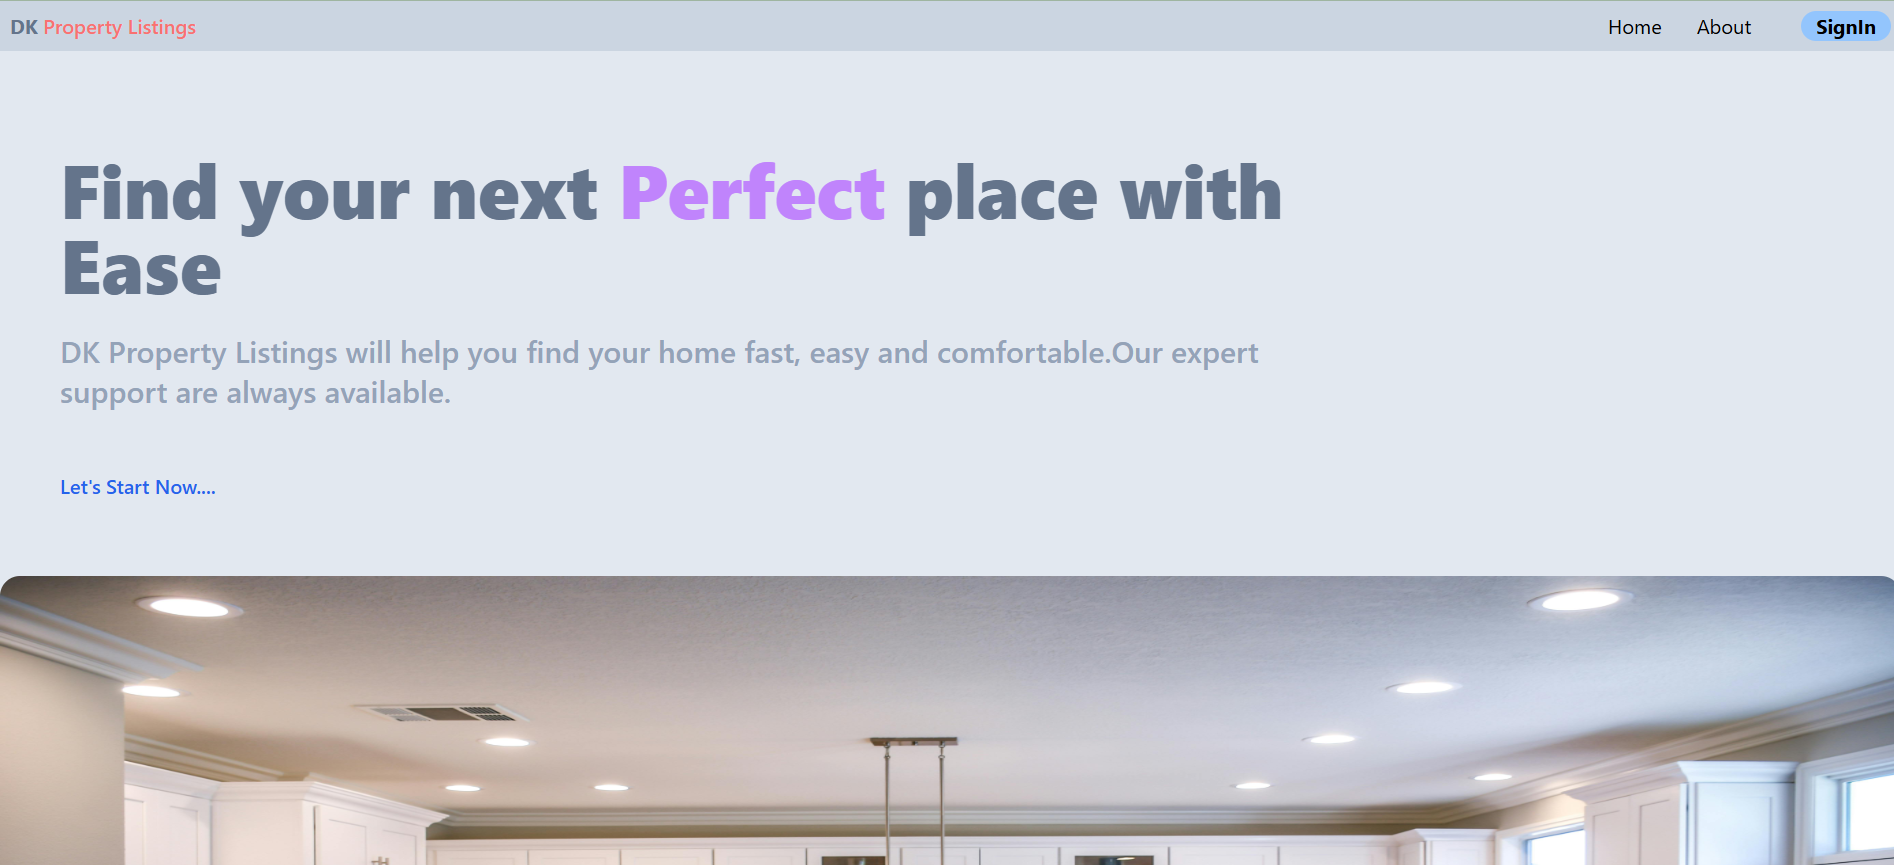 DK Property Listings
Home
About
SignIn
Find your next Perfect place with
Ease
DK Property Listings will help you find your home fast, easy and comfortable.Our expert
support are always available.
Let's Start Now....